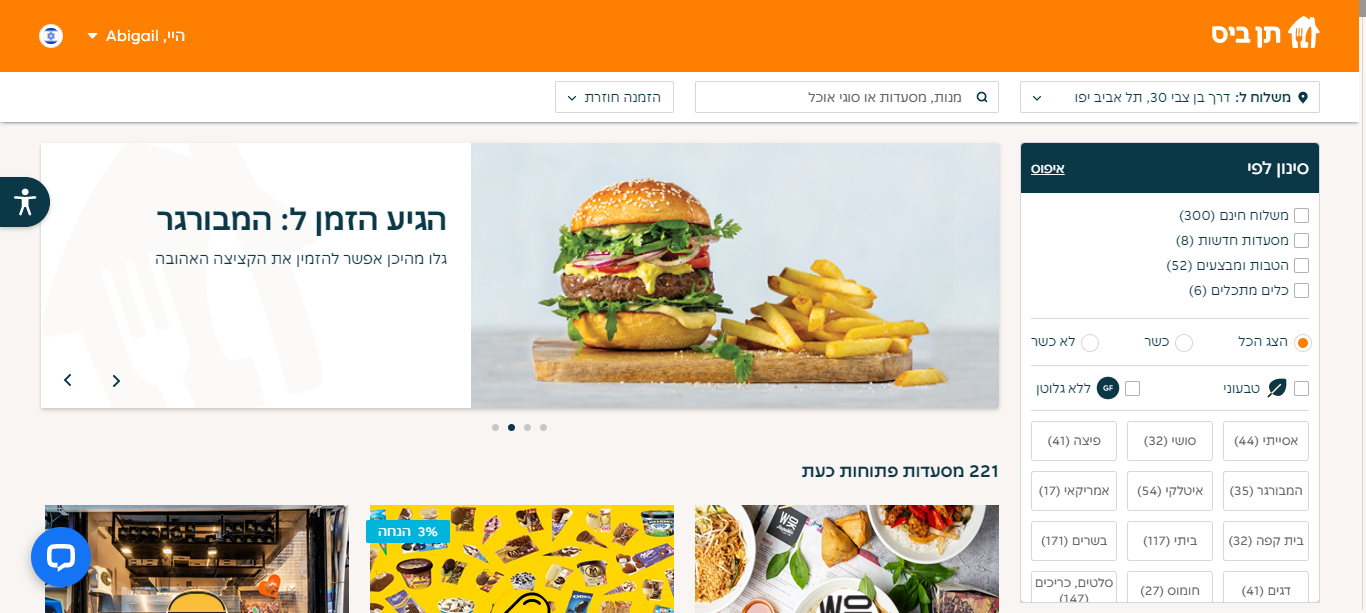 תן ביס
היי, Abigail
משלוח ל: דרך בן צבי 30, תל אביב יפו
מנות, מסעדות או סוגי אוכל
הזמנה חוזרת
סינון לפי
איפוס
משלוח חינם (300)
מסעדות חדשות (8)
הטבות ומבצעים (52)
כלים מתכלים (6)
הצג הכל
כשר
לא כשר
טבעוני
GF
ללא גלוטן
אסייתי (44)
סושי (32)
פיצה (41)
המבורגר (35)
איטלקי (54)
אמריקאי (17)
בית קפה (32)
ביתי (117)
בשרים (171)
דגים (41)
חומוס (27)
סלטים, כריכים
(147)
הגיע הזמן ל: המבורגר
גלו מהיכן אפשר להזמין את הקציצה האהובה
221 מסעדות פתוחות כעת
3% הנחה
WOK
WOK